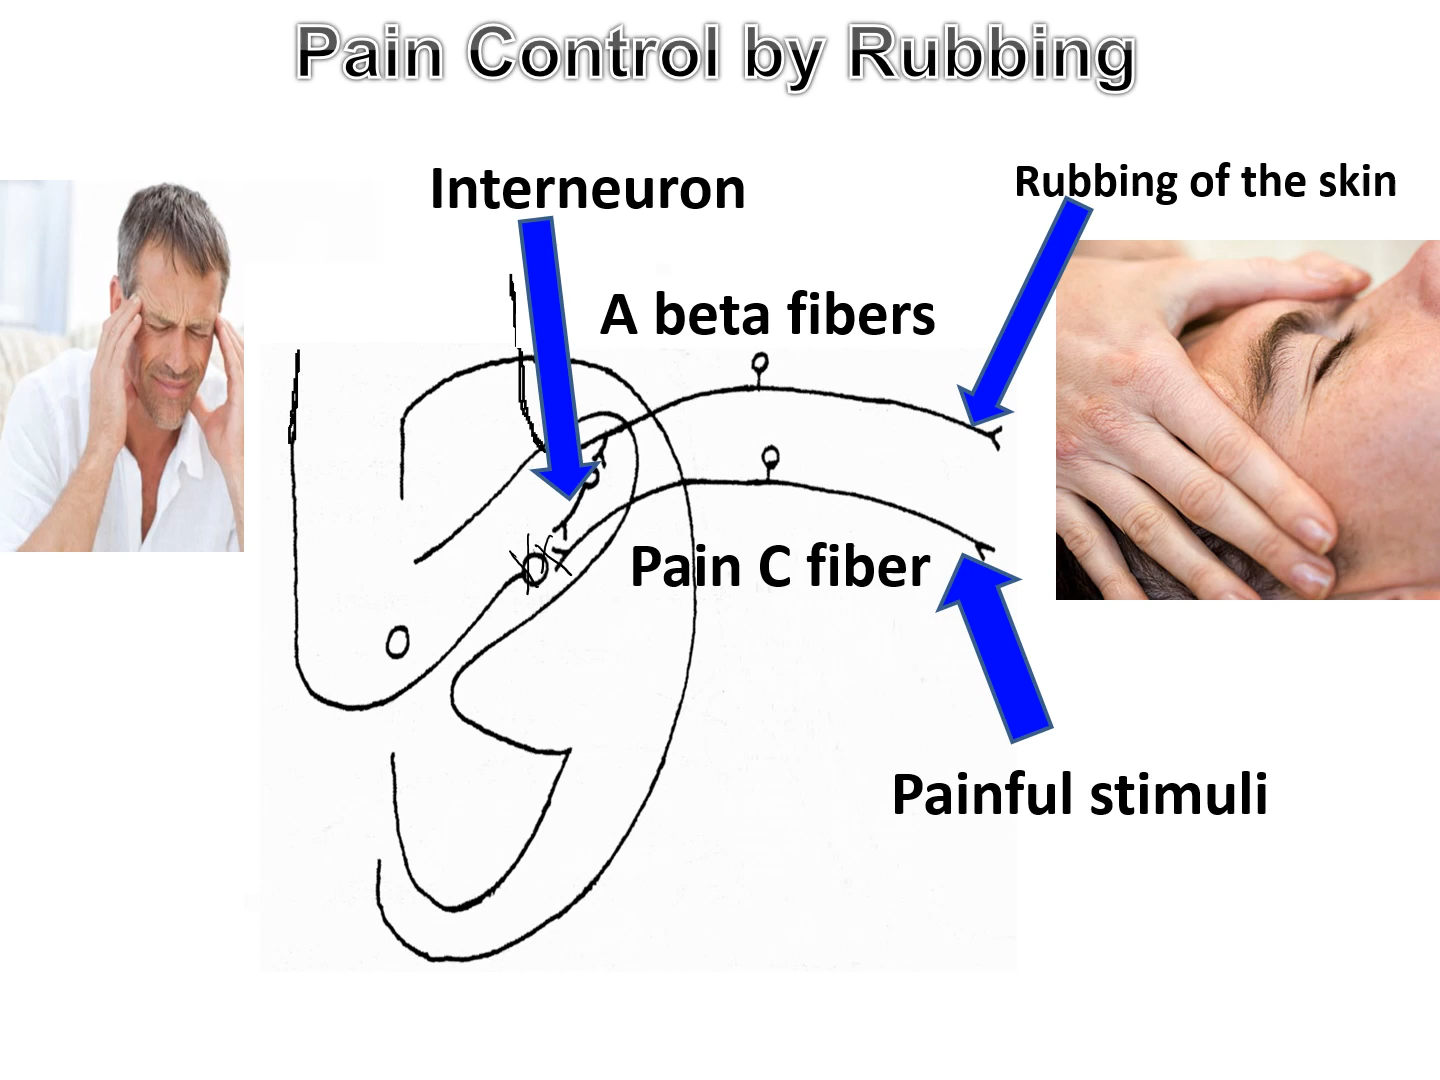 Pain Control by Rubbing
Interneuron
Rubbing of the skin
A beta fibers
Pain C fiber
Painful stimuli